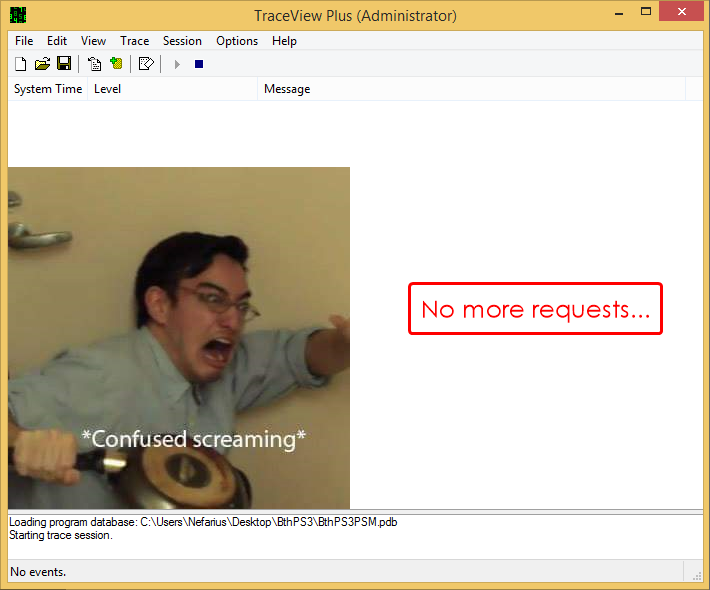 TraceView Plus (Administrator)
File Edit View Trace Session Options Help
System Time Level Message
No more requests...
*Confused screaming*
Loading program database: C:\Users\Nefarius\Desktop\BthPS3\BthPS3PSM.pdb
Starting trace session.
No events.